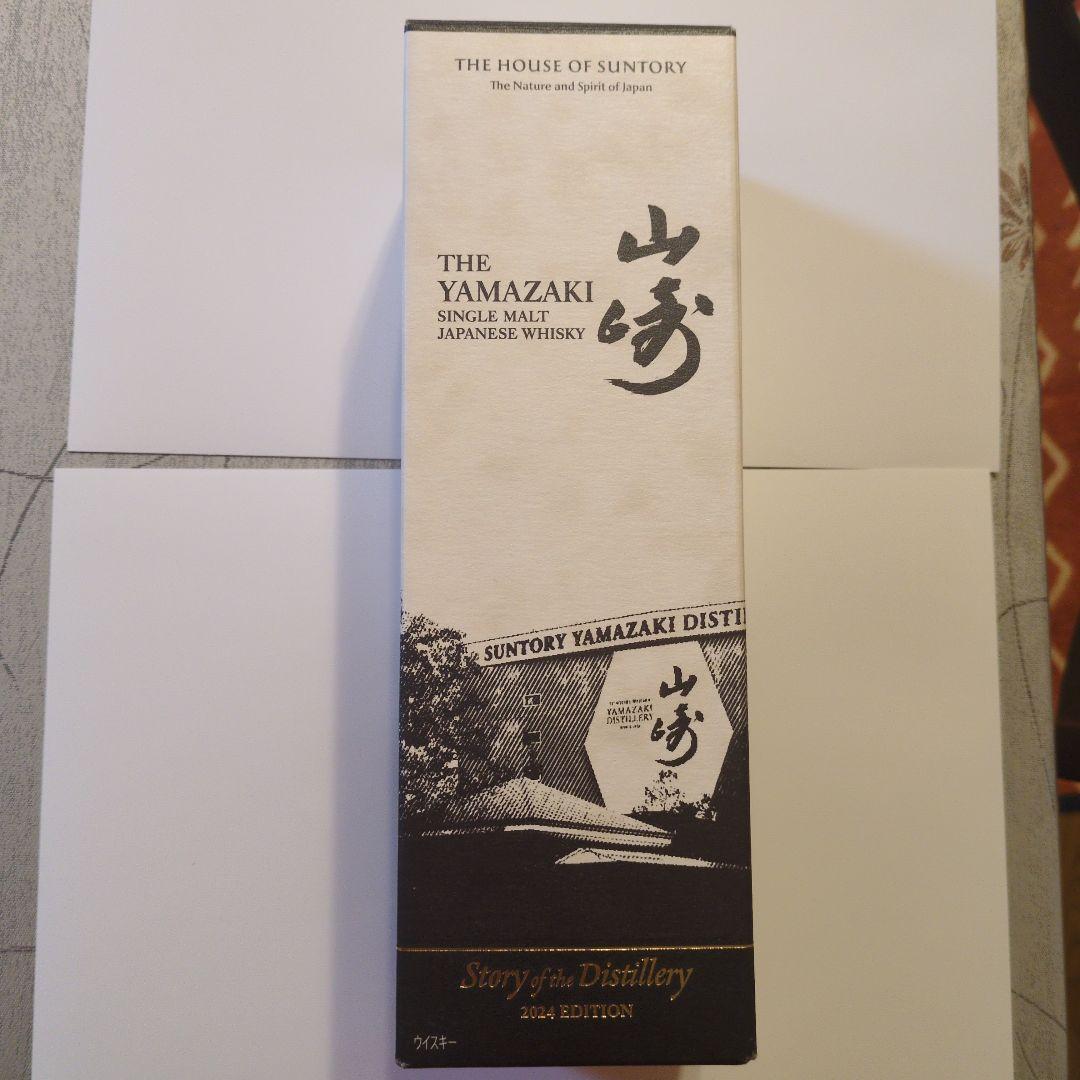 THE HOUSE OF SUNTORY
The Nature and Spirit of Japan
山崎
THE
YAMAZAKI
SINGLE MALT
JAPANESE WHISKY
SUNTORY YAMAZAKI DISTI
山崎
YAMAZAKI
DISTILLERY
Story of the Distillery
2024 EDITION
ウイスキー